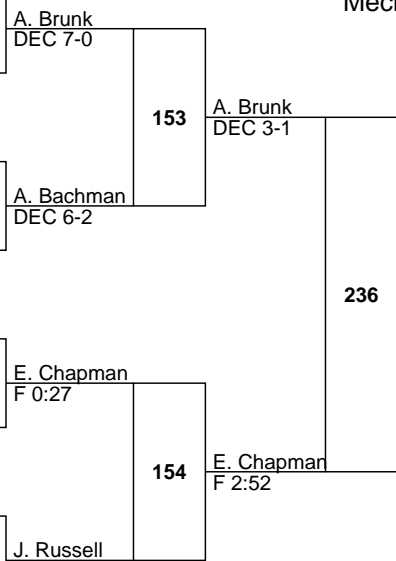 A. Brunk
DEC 7-0
153
A. Brunk
DEC 3-1
A. Bachman
DEC 6-2
236
E. Chapman
F 0:27
154
E. Chapman
F 2:52
J. Russell